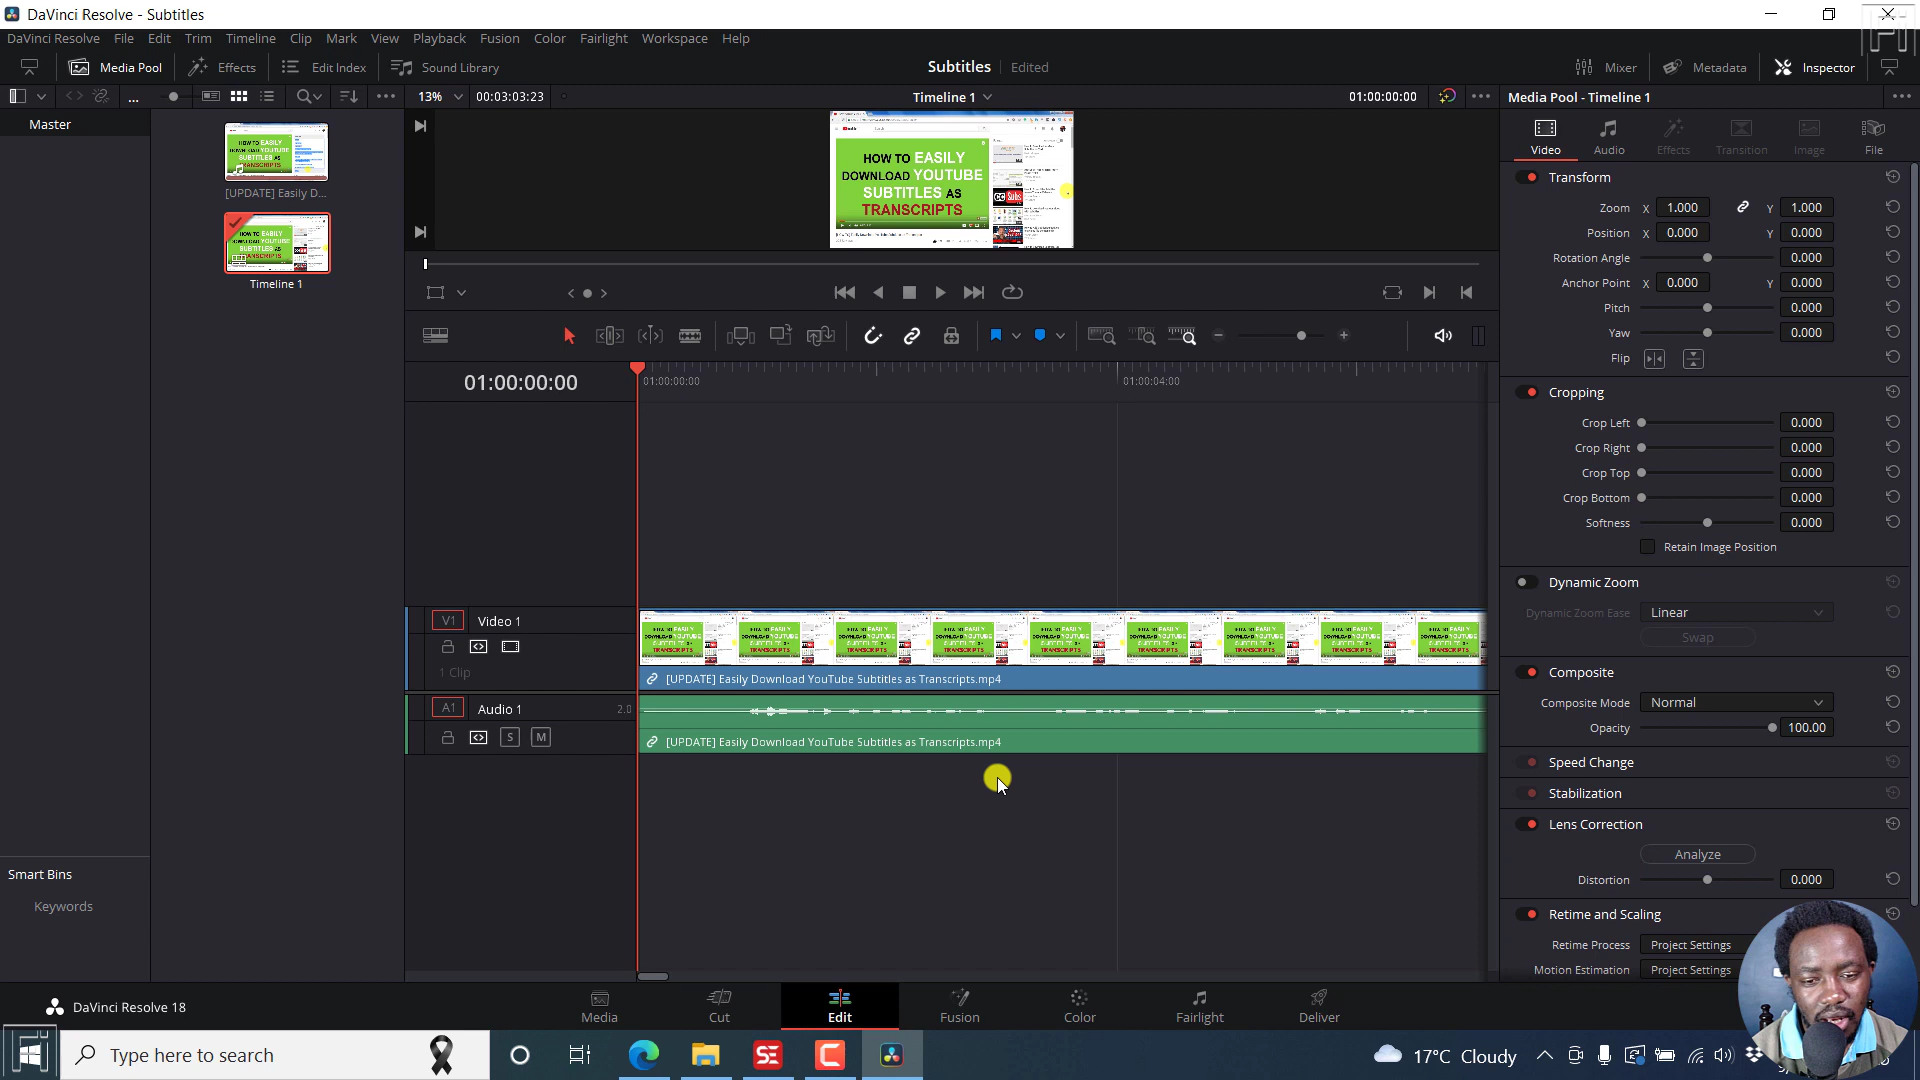 DaVinci Resolve - Subtitles
DaVinci Resolve File Edit Trim Timeline Clip Mark View Playback Fusion Color Fairlight Workspace Help
Media Pool Effects Edit Index Sound Library Subtitles Edited Mixer Metadata Inspector
... 13% 00:03:03:23 Timeline 1 01:00:00:00 Media Pool - Timeline 1
Master
HOW TO EASILY
DOWNLOAD YOUTUBE
SUBTITLES AS
TRANSCRIPTS
[UPDATE] Easily D...
Timeline 1
HOW TO EASILY
DOWNLOAD YOUTUBE
SUBTITLES AS
TRANSCRIPTS
Video Audio Effects Transition Image File
Transform
Zoom X 1.000 Y 1.000
Position X 0.000 Y 0.000
Rotation Angle 0.000
Anchor Point X 0.000 Y 0.000
Pitch 0.000
Yaw 0.000
Flip
Cropping
Crop Left 0.000
Crop Right 0.000
Crop Top 0.000
Crop Bottom 0.000
Softness 0.000
Retain Image Position
Dynamic Zoom
Dynamic Zoom Ease Linear
Swap
Composite
Composite Mode Normal
Opacity 100.00
Speed Change
Stabilization
Lens Correction
Analyze
Distortion 0.000
Retime and Scaling
Retime Process Project Settings
Motion Estimation Project Settings
01:00:00:00 01:00:00:00 01:00:04:00
V1 Video 1
1 Clip
[UPDATE] Easily Download YouTube Subtitles as Transcripts.mp4
A1 Audio 1 2.0
S M
[UPDATE] Easily Download YouTube Subtitles as Transcripts.mp4
Smart Bins
Keywords
DaVinci Resolve 18
Media Cut Edit Fusion Color Fairlight Deliver
Type here to search
17°C Cloudy